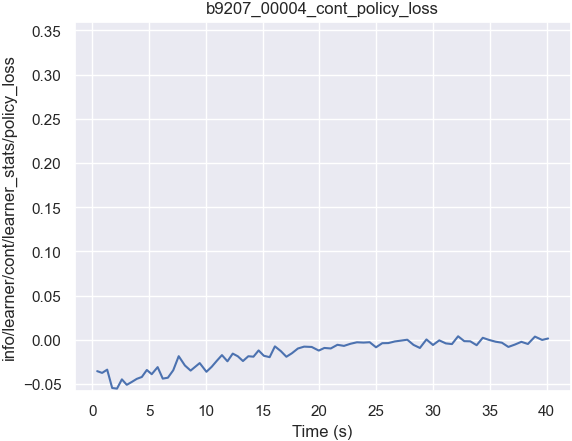 b9207_00004_cont_policy_loss
info/learner/cont/learner_stats/policy_loss
0.35
0.30
0.25
0.20
0.15
0.10
0.05
0.00
−0.05
0 5 10 15 20 25 30 35 40
Time (s)